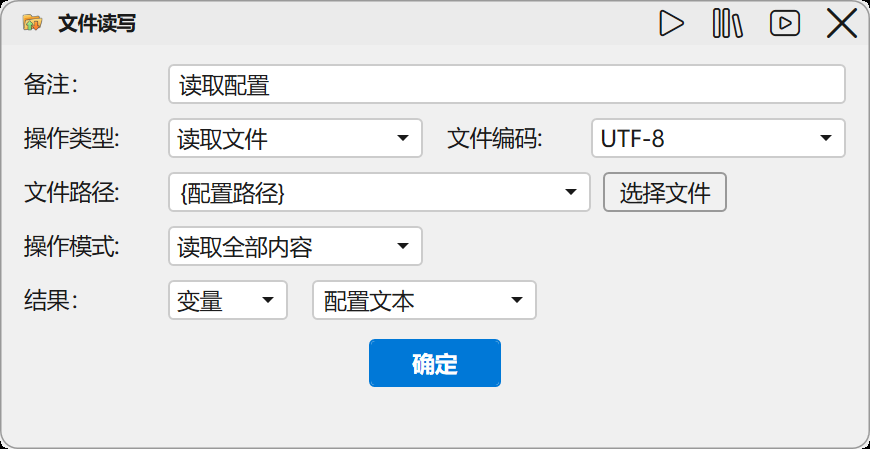 文件读写
备注： 读取配置
操作类型: 读取文件 文件编码: UTF-8
文件路径: {配置路径} 选择文件
操作模式: 读取全部内容
结果： 变量 配置文本
确定